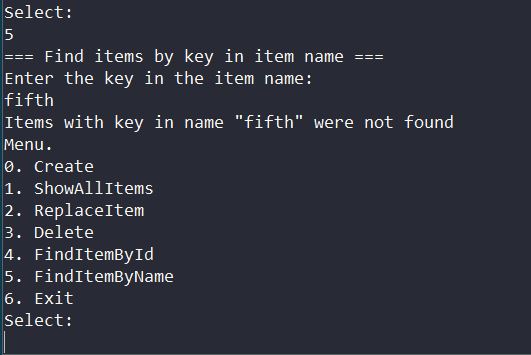 Select:
5
=== Find items by key in item name ===
Enter the key in the item name:
fifth
Items with key in name "fifth" were not found
Menu.
0. Create
1. ShowAllItems
2. ReplaceItem
3. Delete
4. FindItemById
5. FindItemByName
6. Exit
Select: